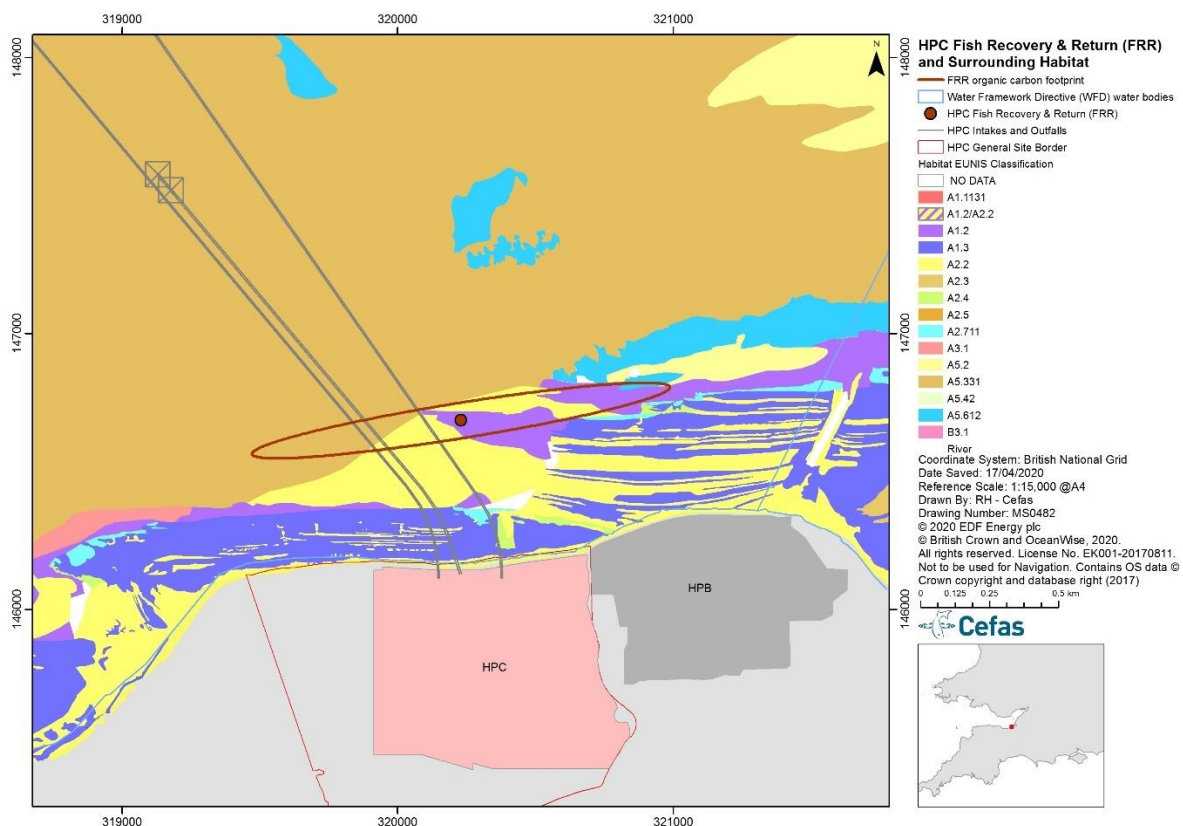 319000
320000
321000
148000
148000
147000
147000
146000
146000
HPC
HPB
319000
320000
321000
N
HPC Fish Recovery & Return (FRR)
and Surrounding Habitat
FRR organic carbon footprint
Water Framework Directive (WFD) water bodies
HPC Fish Recovery & Return (FRR)
HPC Intakes and Outfalls
HPC General Site Border
Habitat EUNIS Classification
NO DATA
A1.1131
A1.2/A2.2
A1.2
A1.3
A2.2
A2.3
A2.4
A2.5
A2.711
A3.1
A5.2
A5.331
A5.42
A5.612
B3.1
River
Coordinate System: British National Grid
Date Saved: 17/04/2020
Reference Scale: 1:15,000 @A4
Drawn By: RH - Cefas
Drawing Number: MS0482
© 2020 EDF Energy plc
© British Crown and OceanWise, 2020.
All rights reserved. License No. EK001-20170811.
Not to be used for Navigation. Contains OS data ©
Crown copyright and database right (2017)
0 0.125 0.25 0.5 km
Cefas